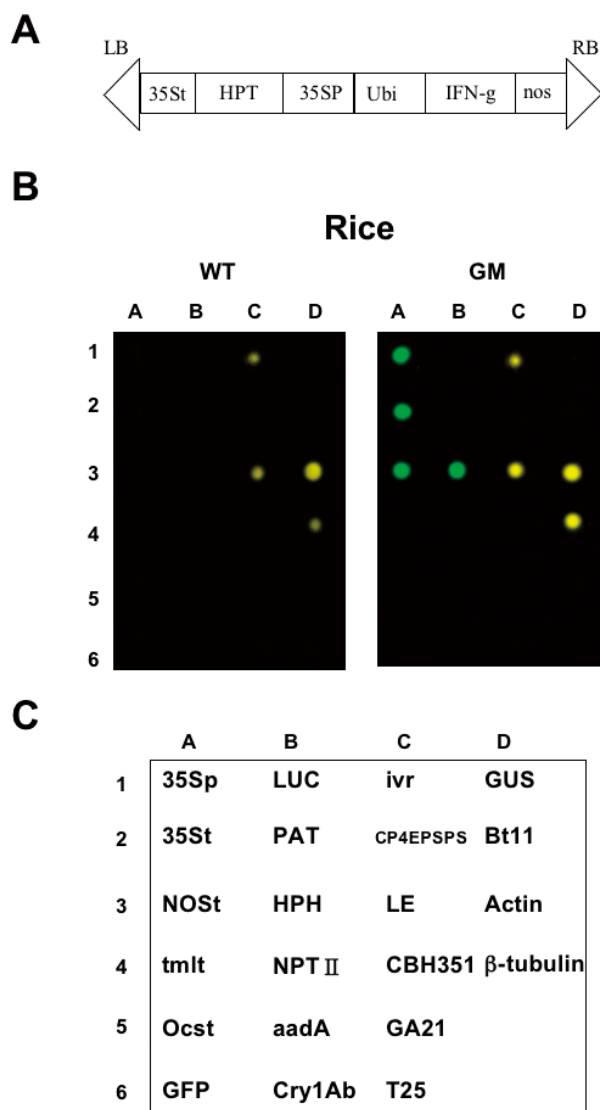 A
LB RB
35St HPT 35SP Ubi IFN-g nos
B
Rice
WT GM
A B C D A B C D
1
2
3
4
5
6
C
A B C D
1 35Sp LUC ivr GUS
2 35St PAT CP4EPSPS Bt11
3 NOSt HPH LE Actin
4 tmlt NPTⅡ CBH351 β-tubulin
5 Ocst aadA GA21
6 GFP Cry1Ab T25